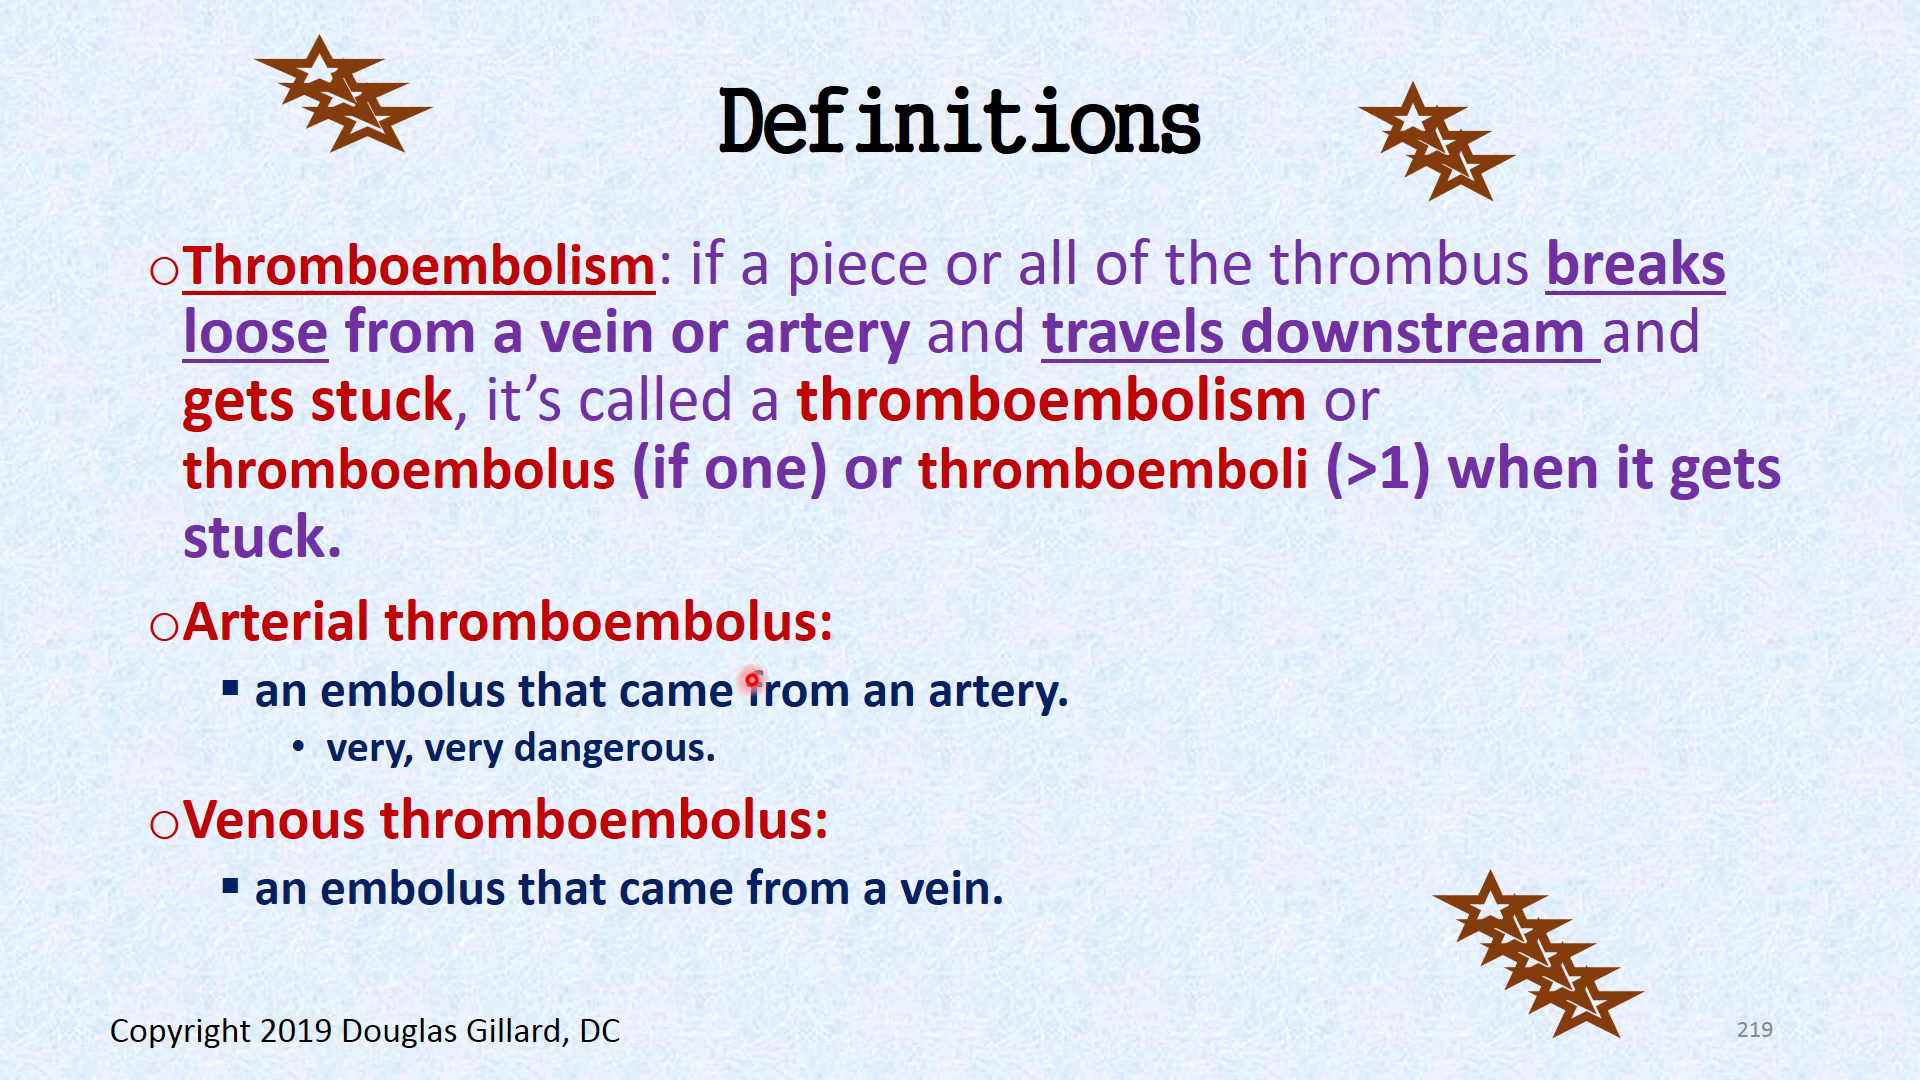 Definitions
○Thromboembolism: if a piece or all of the thrombus breaks
loose from a vein or artery and travels downstream and
gets stuck, it’s called a thromboembolism or
thromboembolus (if one) or thromboemboli (>1) when it gets
stuck.
○Arterial thromboembolus:
▪ an embolus that came from an artery.
• very, very dangerous.
○Venous thromboembolus:
▪ an embolus that came from a vein.
Copyright 2019 Douglas Gillard, DC
219